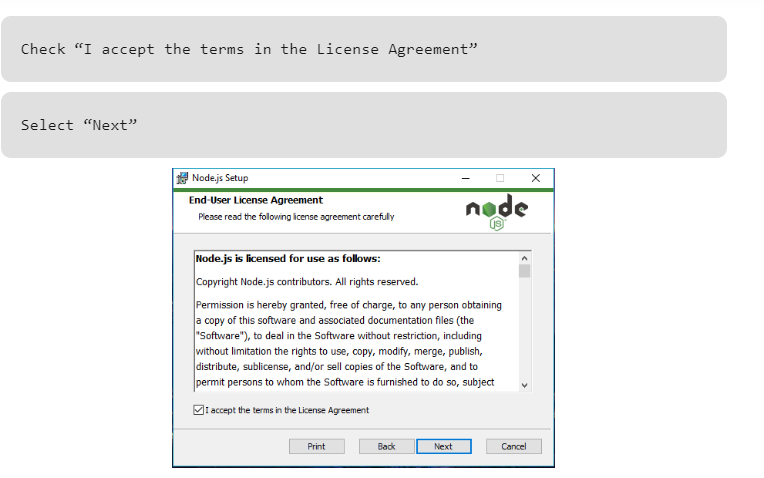 Check “I accept the terms in the License Agreement”
Select “Next”
Node.js Setup
End-User License Agreement
Please read the following license agreement carefully
node
JS
Node.js is licensed for use as follows:
Copyright Node.js contributors. All rights reserved.
Permission is hereby granted, free of charge, to any person obtaining
a copy of this software and associated documentation files (the
"Software"), to deal in the Software without restriction, including
without limitation the rights to use, copy, modify, merge, publish,
distribute, sublicense, and/or sell copies of the Software, and to
permit persons to whom the Software is furnished to do so, subject
I accept the terms in the License Agreement
Print Back Next Cancel